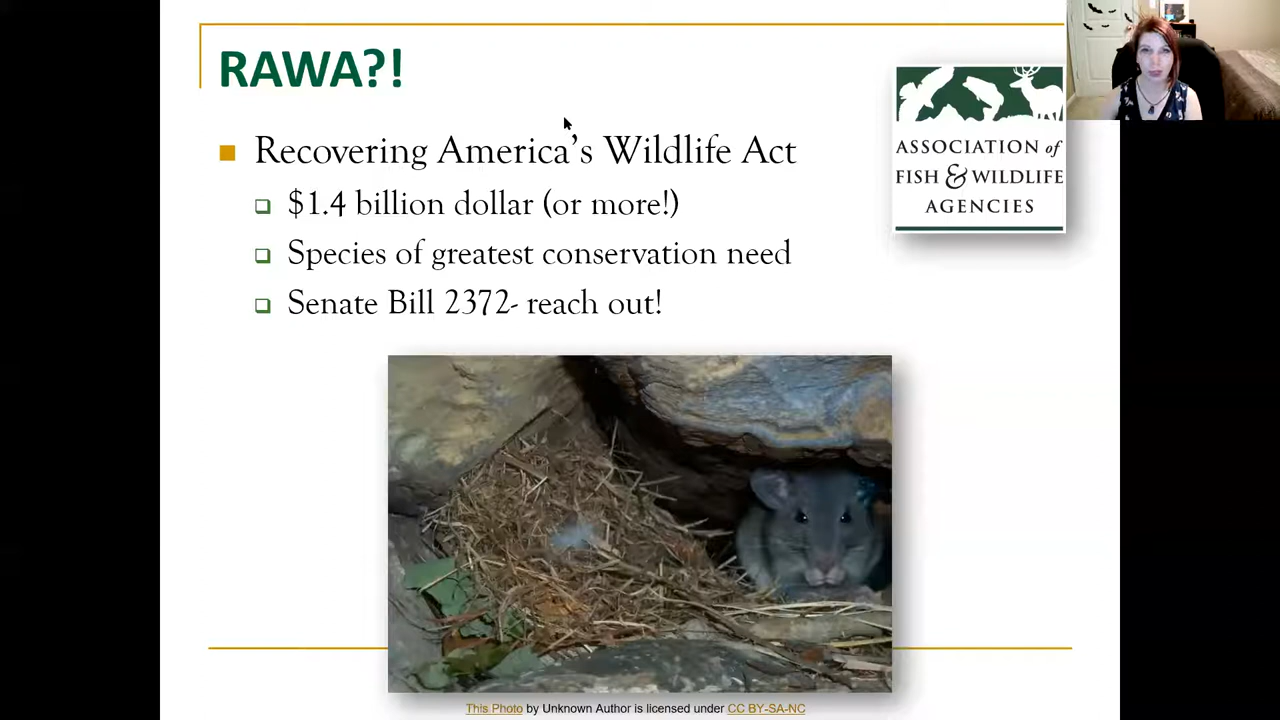 RAWA?!
Recovering America's Wildlife Act
$1.4 billion dollar (or more!)
Species of greatest conservation need
Senate Bill 2372- reach out!
ASSOCIATION of
FISH & WILDLIFE
AGENCIES
This Photo by Unknown Author is licensed under CC BY-SA-NC